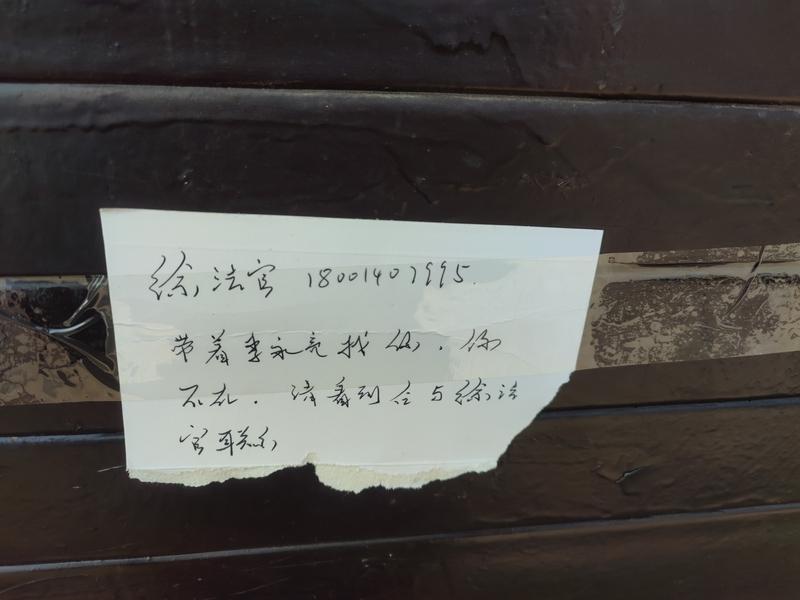 徐法官 18001407995.
带着李永亮找你.你
不在.请看到后与徐法
官联系